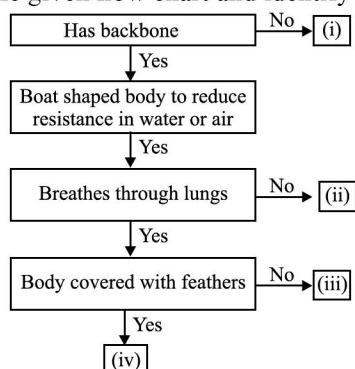 Has backbone
No
(i)
Yes
Boat shaped body to reduce
resistance in water or air
Yes
Breathes through lungs
No
(ii)
Yes
Body covered with feathers
No
(iii)
Yes
(iv)